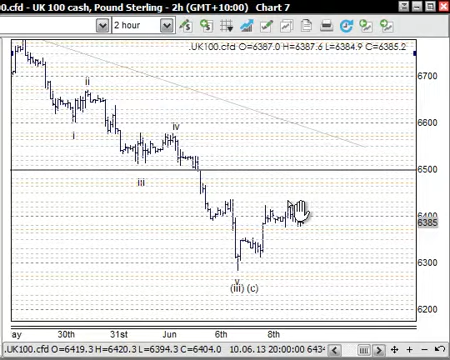 00.cfd - UK 100 cash, Pound Sterling - 2h (GMT+10:00)  Chart 7
2 hour
.UK100.cfd O=6387.0 H=6387.6 L=6384.9 C=6385.2
6700
ii
6600
i
iv
6500
iii
6400
6385
6300
v
(iii) (c)
6200
ay 30th 31st Jun 6th 8th
.UK100.cfd O=6419.3 H=6420.3 L=6394.3 C=6404.0 10.06.13 20:00:00